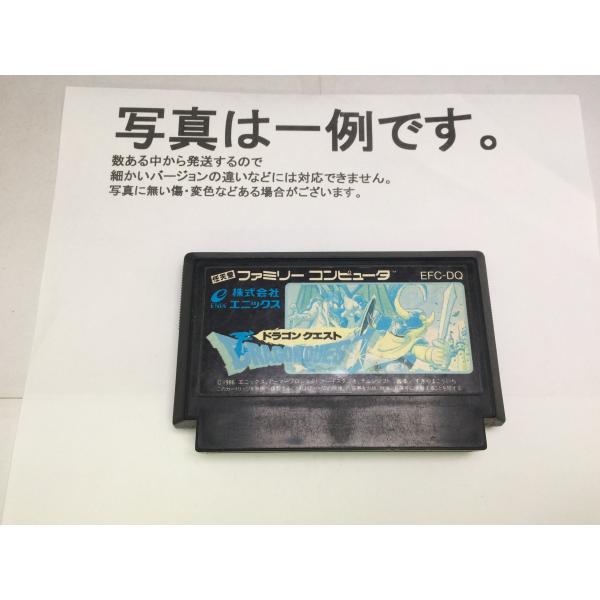 写真は一例です。
数ある中から発送するので
細かいバージョンの違いなどには対応できません。
写真に無い傷・変色などある場合がございます。
任天堂 ファミリー コンピュータ™ EFC-DQ
ENIX 株式会社
エニックス
ドラゴンクエスト
DRAGON QUEST